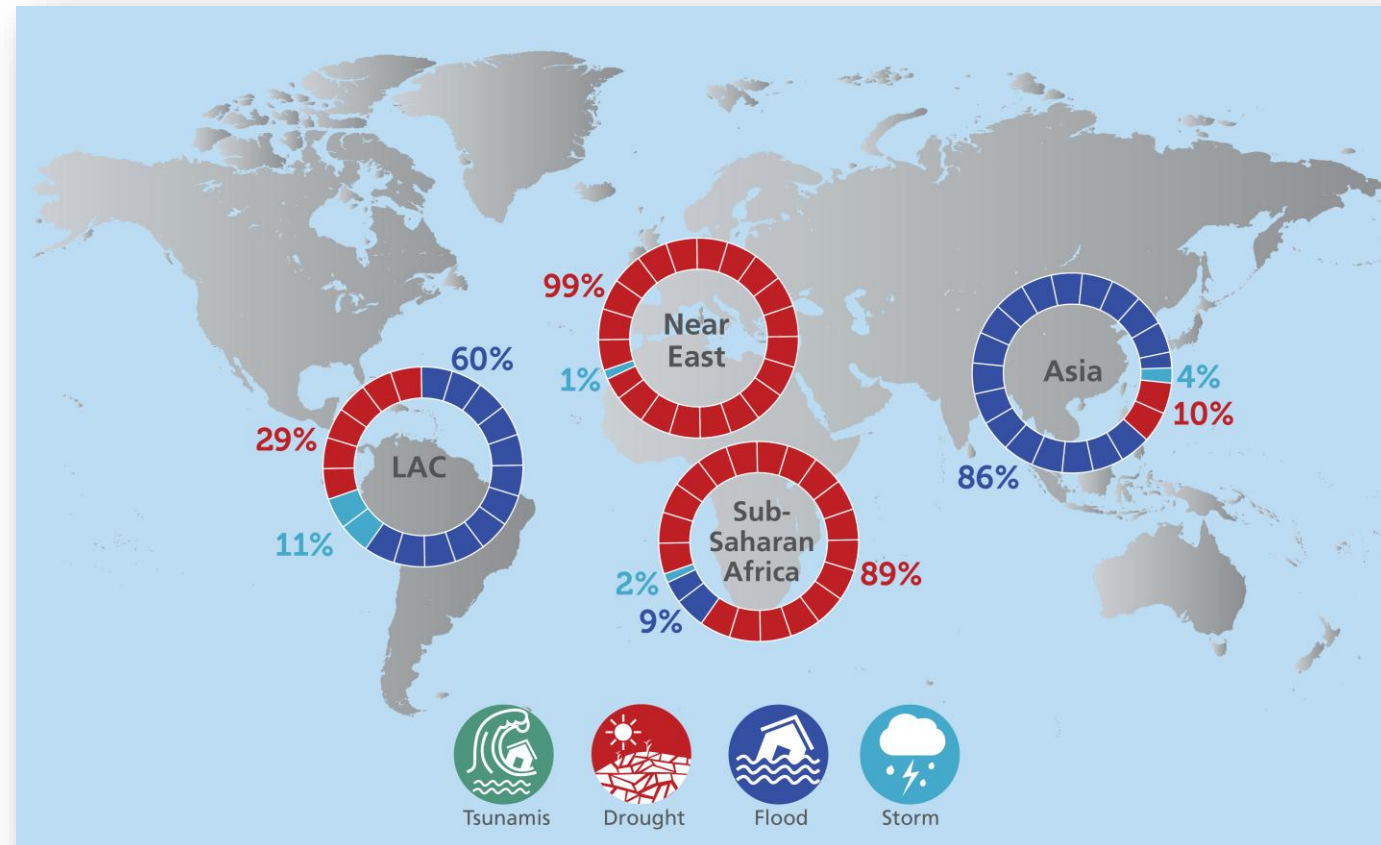 99%
Near
East
1%
60%
29%
LAC
11%
Asia
4%
10%
86%
Sub-
Saharan
Africa
2%
9%
89%
Tsunamis
Drought
Flood
Storm